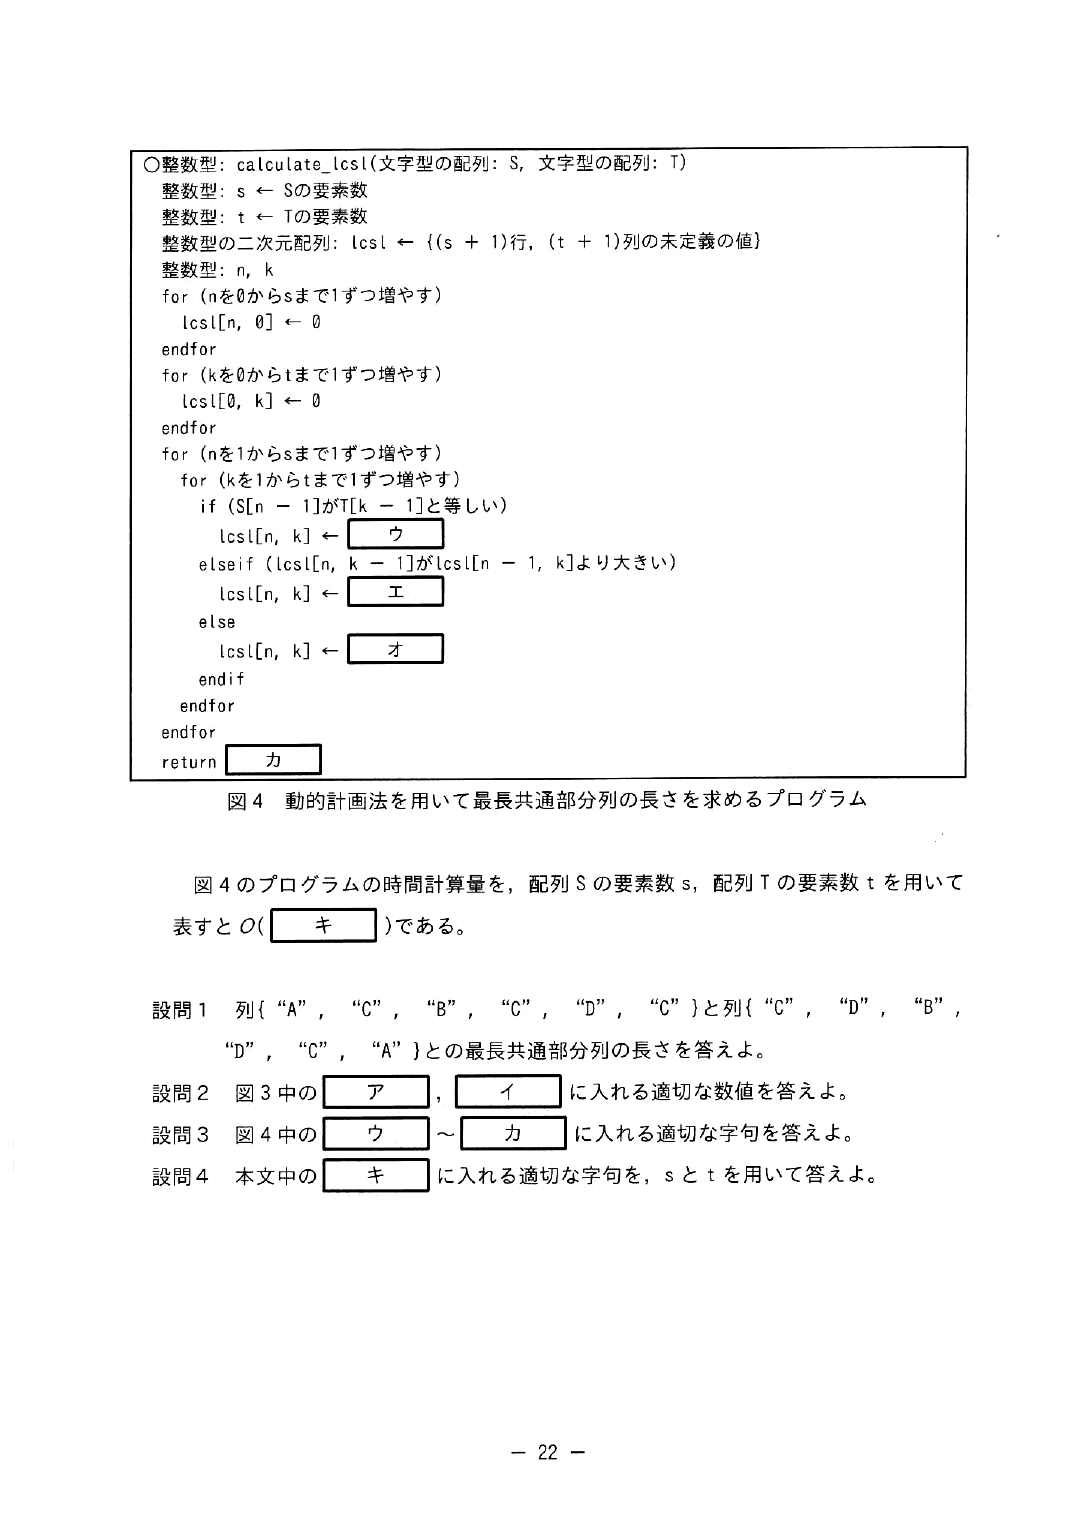 〇整数型: calculate_lcsl(文字型の配列: S, 文字型の配列: T)
整数型: s ← Sの要素数
整数型: t ← Tの要素数
整数型の二次元配列: lcsl ← {(s + 1)行, (t + 1)列の未定義の値}
整数型: n, k
for (nを0からsまで1ずつ増やす)
lcsl[n, 0] ← 0
endfor
for (kを0からtまで1ずつ増やす)
lcsl[0, k] ← 0
endfor
for (nを1からsまで1ずつ増やす)
for (kを1からtまで1ずつ増やす)
if (S[n － 1]がT[k － 1]と等しい)
lcsl[n, k] ← ウ
elseif (lcsl[n, k － 1]がlcsl[n － 1, k]より大きい)
lcsl[n, k] ← エ
else
lcsl[n, k] ← オ
endif
endfor
endfor
return カ
図4 動的計画法を用いて最長共通部分列の長さを求めるプログラム
図4のプログラムの時間計算量を，配列Sの要素数s，配列Tの要素数tを用いて
表すとO( キ )である。
設問1 列{ “A”, “C”, “B”, “C”, “D”, “C” }と列{ “C”, “D”, “B”,
“D”, “C”, “A” }との最長共通部分列の長さを答えよ。
設問2 図3中の ア ， イ に入れる適切な数値を答えよ。
設問3 図4中の ウ ～ カ に入れる適切な字句を答えよ。
設問4 本文中の キ に入れる適切な字句を，sとtを用いて答えよ。
－ 22 －